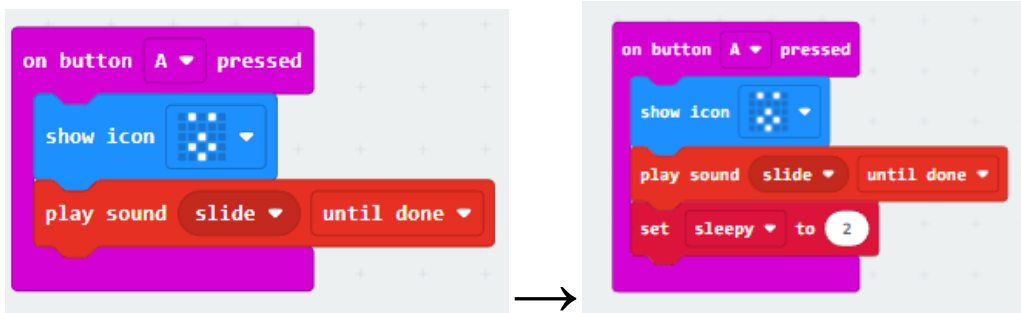 on button A pressed
show icon
play sound slide until done
on button A pressed
show icon
play sound slide until done
set sleepy to 2